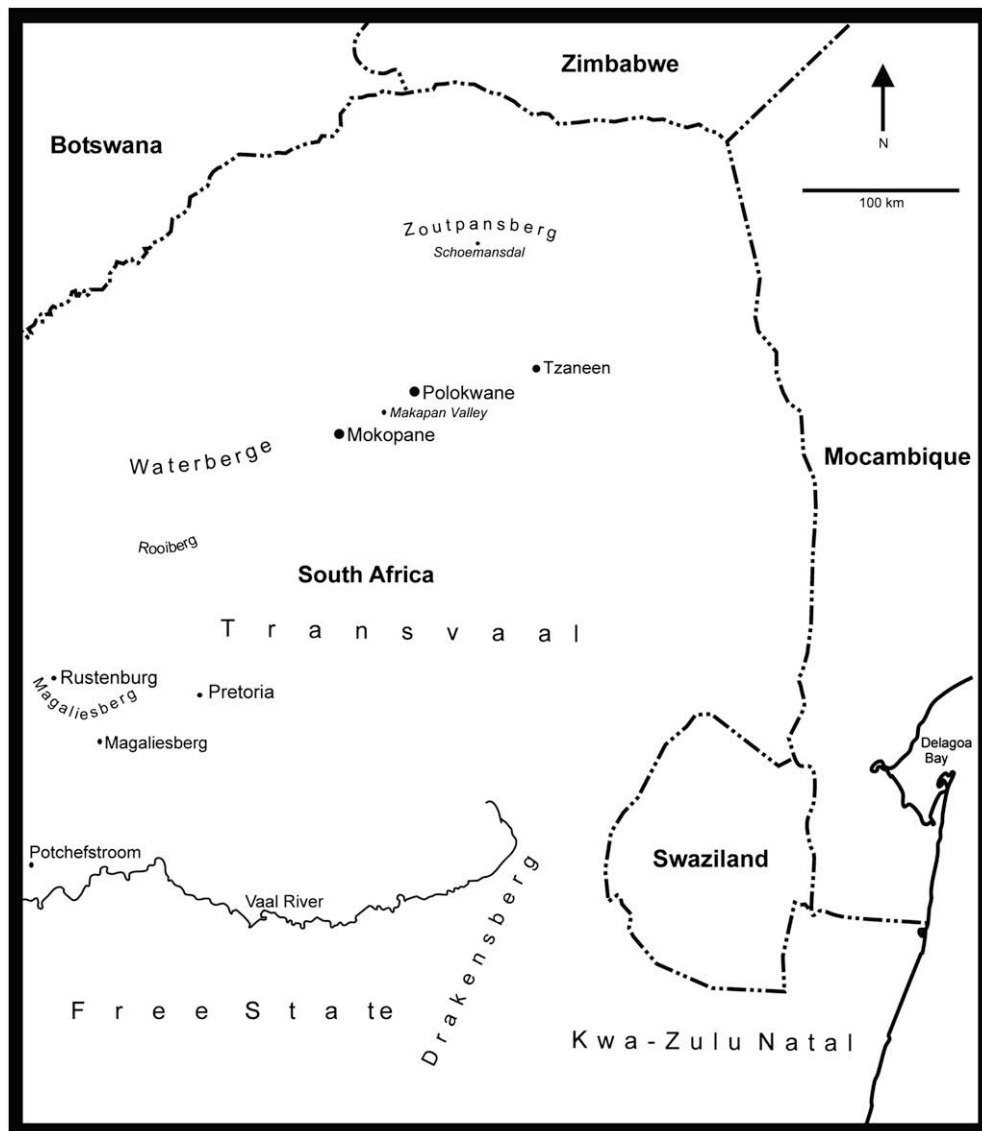 Zimbabwe
Botswana
N
100 km
Zoutpansberg
Schoemansdal
Tzaneen
Polokwane
Makapan Valley
Mokopane
Waterberge
Mocambique
Rooiberg
South Africa
Transvaal
Rustenburg
Magaliesberg
Pretoria
Magaliesberg
Delagoa
Bay
Potchefstroom
Swaziland
Vaal River
Drakensberg
Free State
Kwa-Zulu Natal